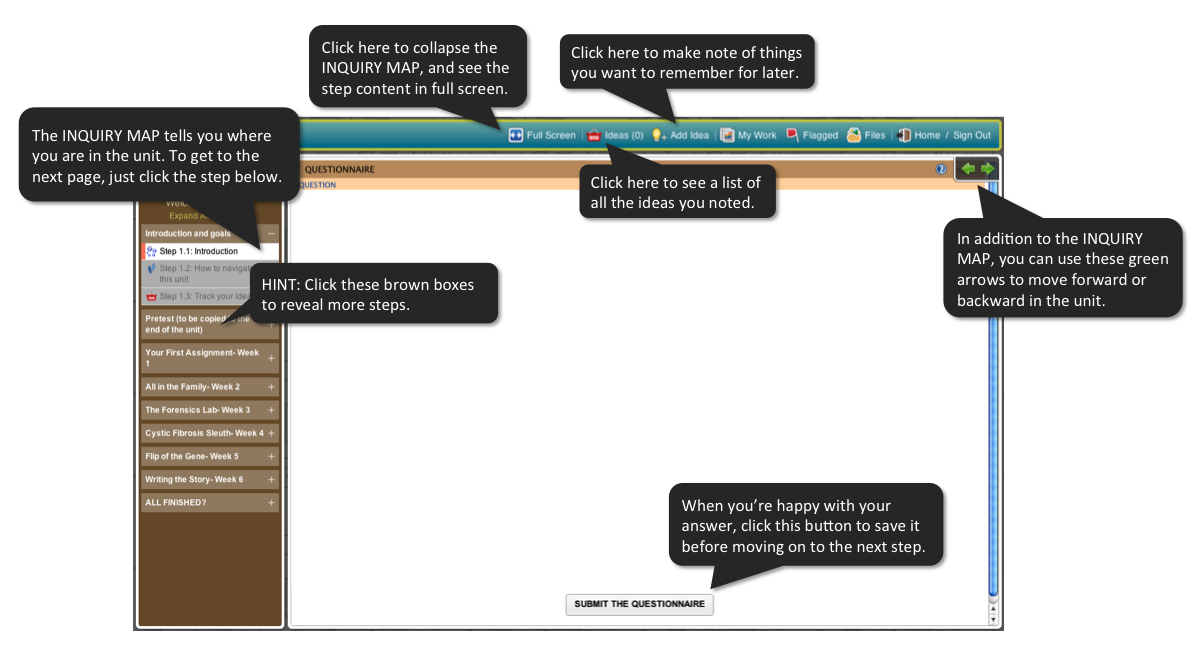 Click here to collapse the
INQUIRY MAP, and see the
step content in full screen.
Click here to make note of things
you want to remember for later.
The INQUIRY MAP tells you where
you are in the unit. To get to the
next page, just click the step below.
Full Screen Ideas (0) Add Idea My Work Flagged Files Home / Sign Out
QUESTIONNAIRE
QUESTION
Click here to see a list of
all the ideas you noted.
In addition to the INQUIRY
MAP, you can use these green
arrows to move forward or
backward in the unit.
Expand
Introduction and goals −
Step 1.1: Introduction
Step 1.2: How to navigate
this unit
Step 1.3: Track your
HINT: Click these brown boxes
to reveal more steps.
Pretest (to be copied the
end of the unit) +
Your First Assignment- Week
1 +
All in the Family- Week 2 +
The Forensics Lab- Week 3 +
Cystic Fibrosis Sleuth- Week 4 +
Flip of the Gene- Week 5 +
Writing the Story- Week 6 +
ALL FINISHED? +
When you're happy with your
answer, click this button to save it
before moving on to the next step.
SUBMIT THE QUESTIONNAIRE